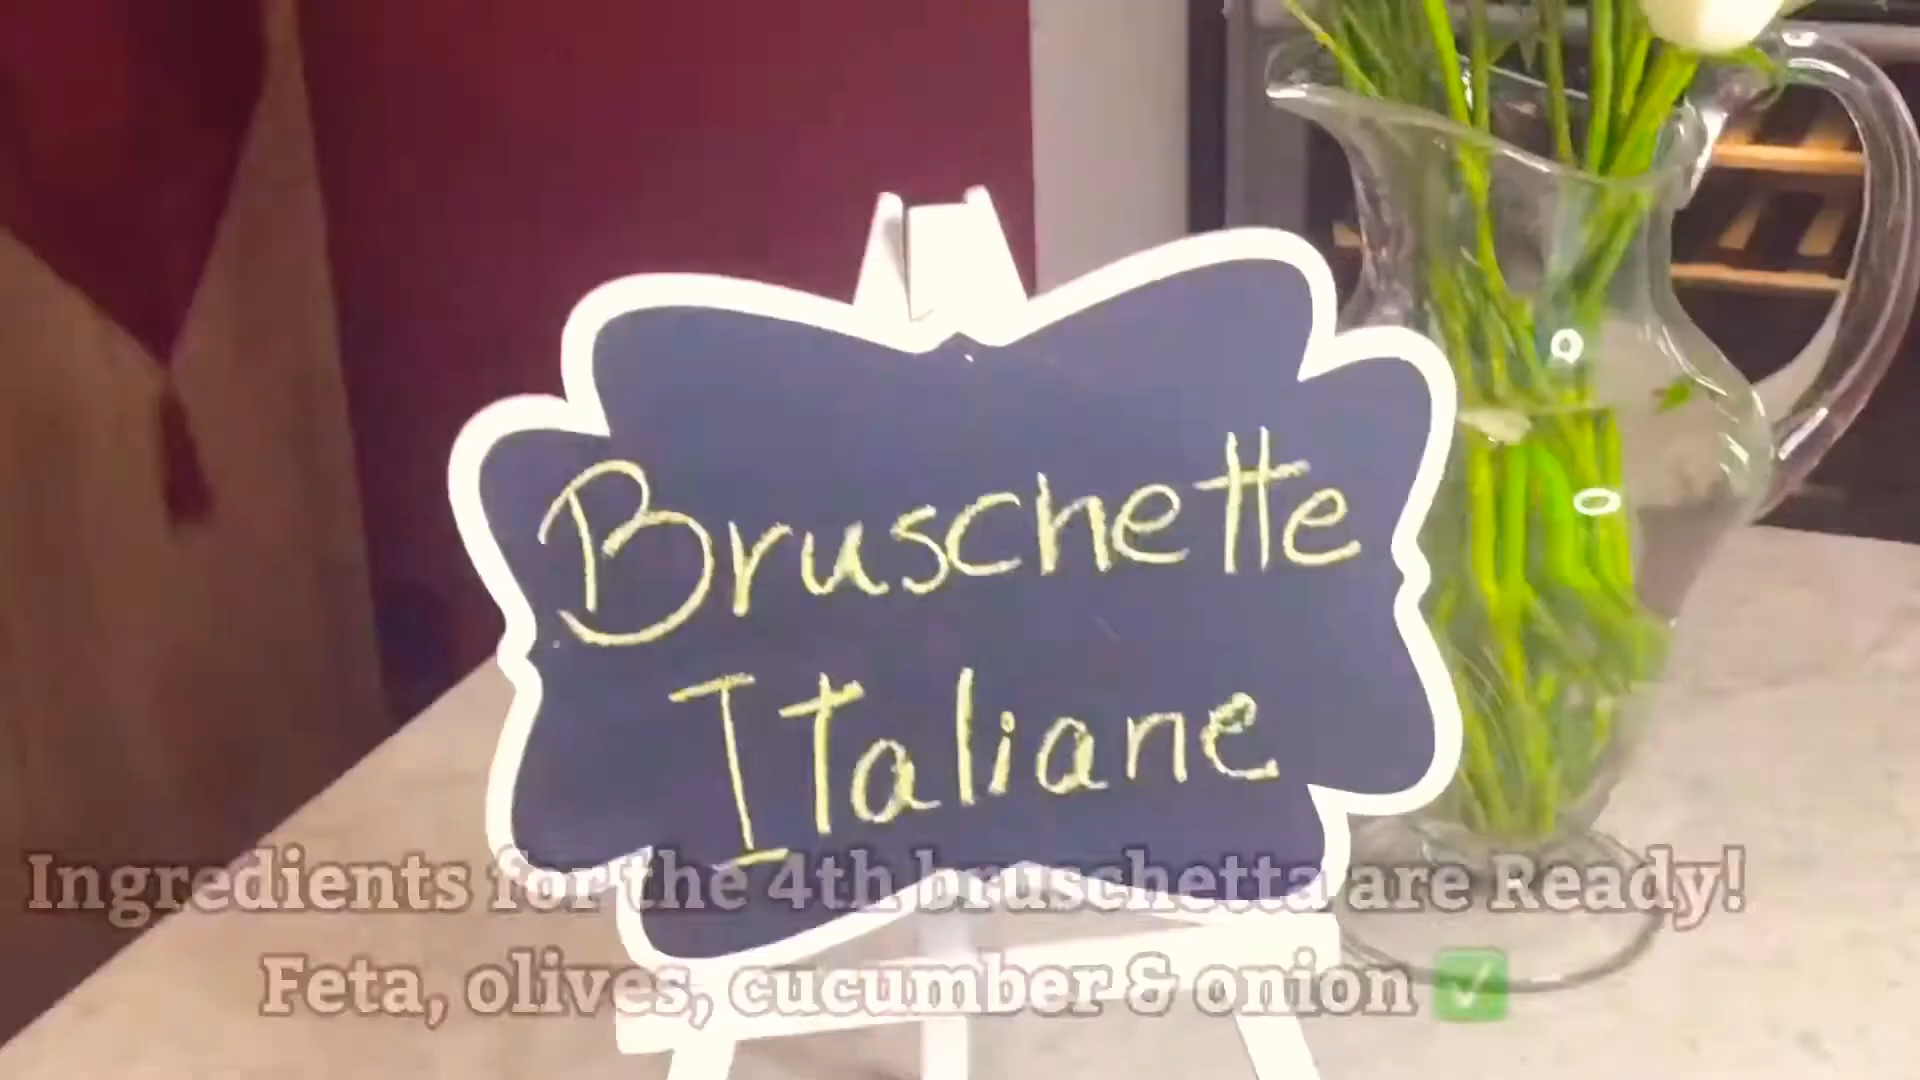 Bruschette
Italiane
Ingredients for the 4th bruschetta are Ready!
Feta, olives, cucumber & onion ✅